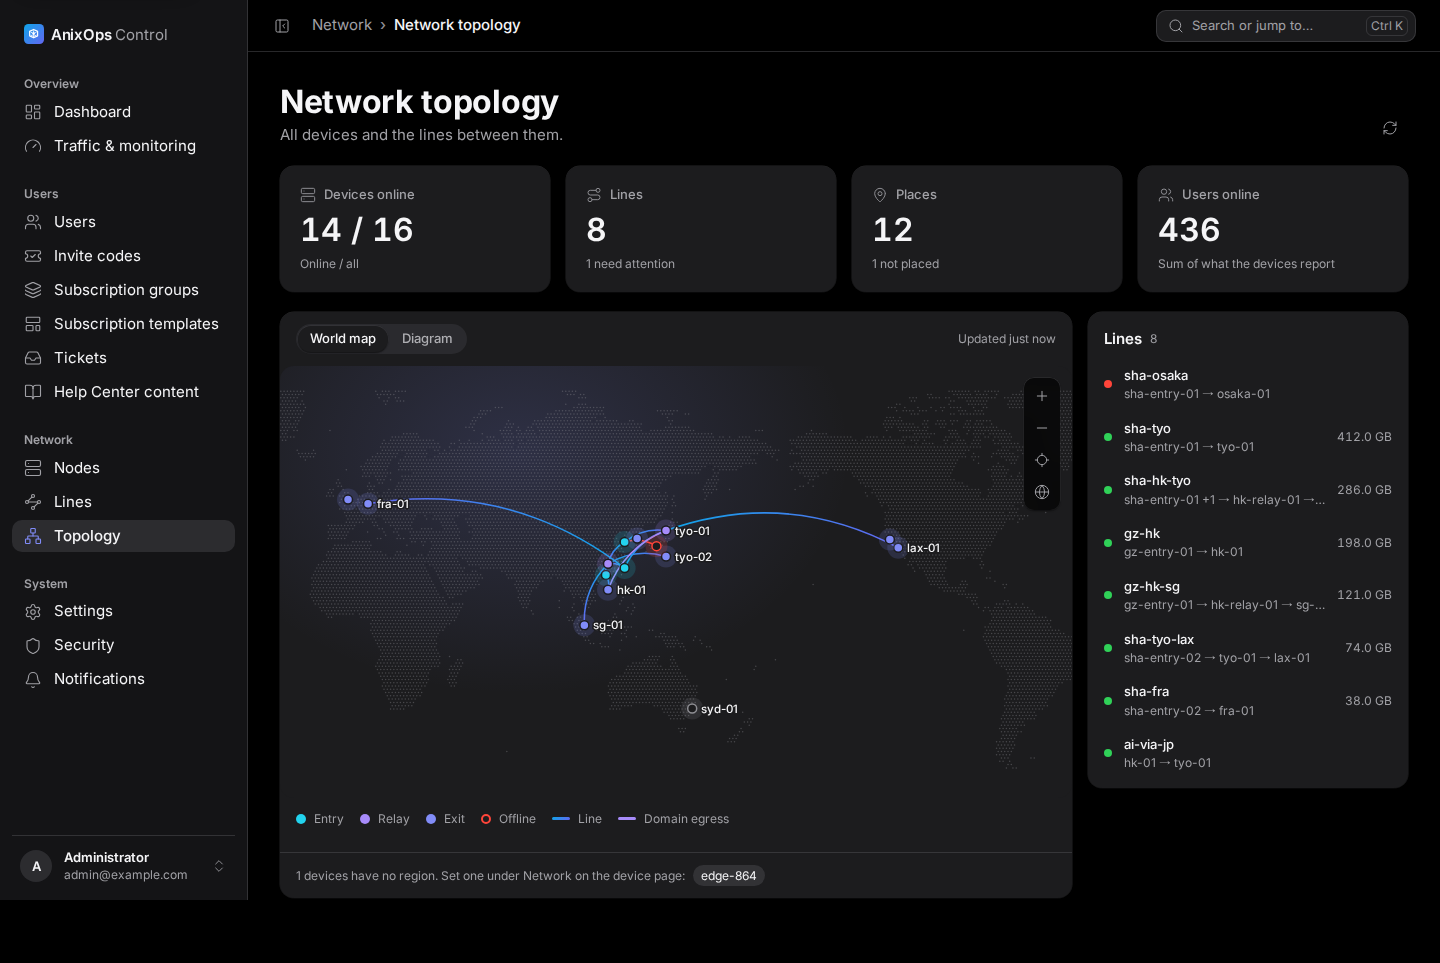 AnixOps Control
Overview
Dashboard
Traffic & monitoring
Users
Users
Invite codes
Subscription groups
Subscription templates
Tickets
Help Center content
Network
Nodes
Lines
Topology
System
Settings
Security
Notifications
A
Administrator
admin@example.com
Network › Network topology
Search or jump to...
Ctrl K
Network topology
All devices and the lines between them.
Devices online
14 / 16
Online / all
Lines
8
1 need attention
Places
12
1 not placed
Users online
436
Sum of what the devices report
World map
Diagram
Updated just now
fra-01
tyo-01
tyo-02
hk-01
sg-01
lax-01
syd-01
Entry
Relay
Exit
Offline
Line
Domain egress
1 devices have no region. Set one under Network on the device page: edge-864
Lines 8
sha-osaka
sha-entry-01 → osaka-01
sha-tyo
sha-entry-01 → tyo-01
412.0 GB
sha-hk-tyo
sha-entry-01 +1 → hk-relay-01 →...
286.0 GB
gz-hk
gz-entry-01 → hk-01
198.0 GB
gz-hk-sg
gz-entry-01 → hk-relay-01 → sg-...
121.0 GB
sha-tyo-lax
sha-entry-02 → tyo-01 → lax-01
74.0 GB
sha-fra
sha-entry-02 → fra-01
38.0 GB
ai-via-jp
hk-01 → tyo-01